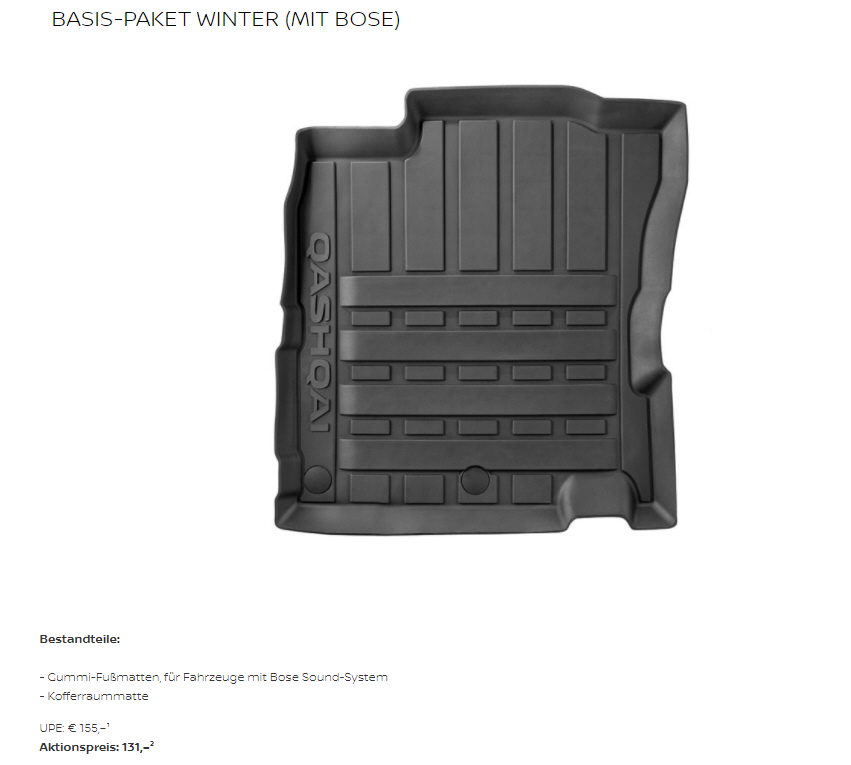 BASIS-PAKET WINTER (MIT BOSE)
QASHQAI
Bestandteile:
- Gummi-Fußmatten, für Fahrzeuge mit Bose Sound-System
- Kofferraummatte
UPE: € 155,-¹
Aktionspreis: 131,-²